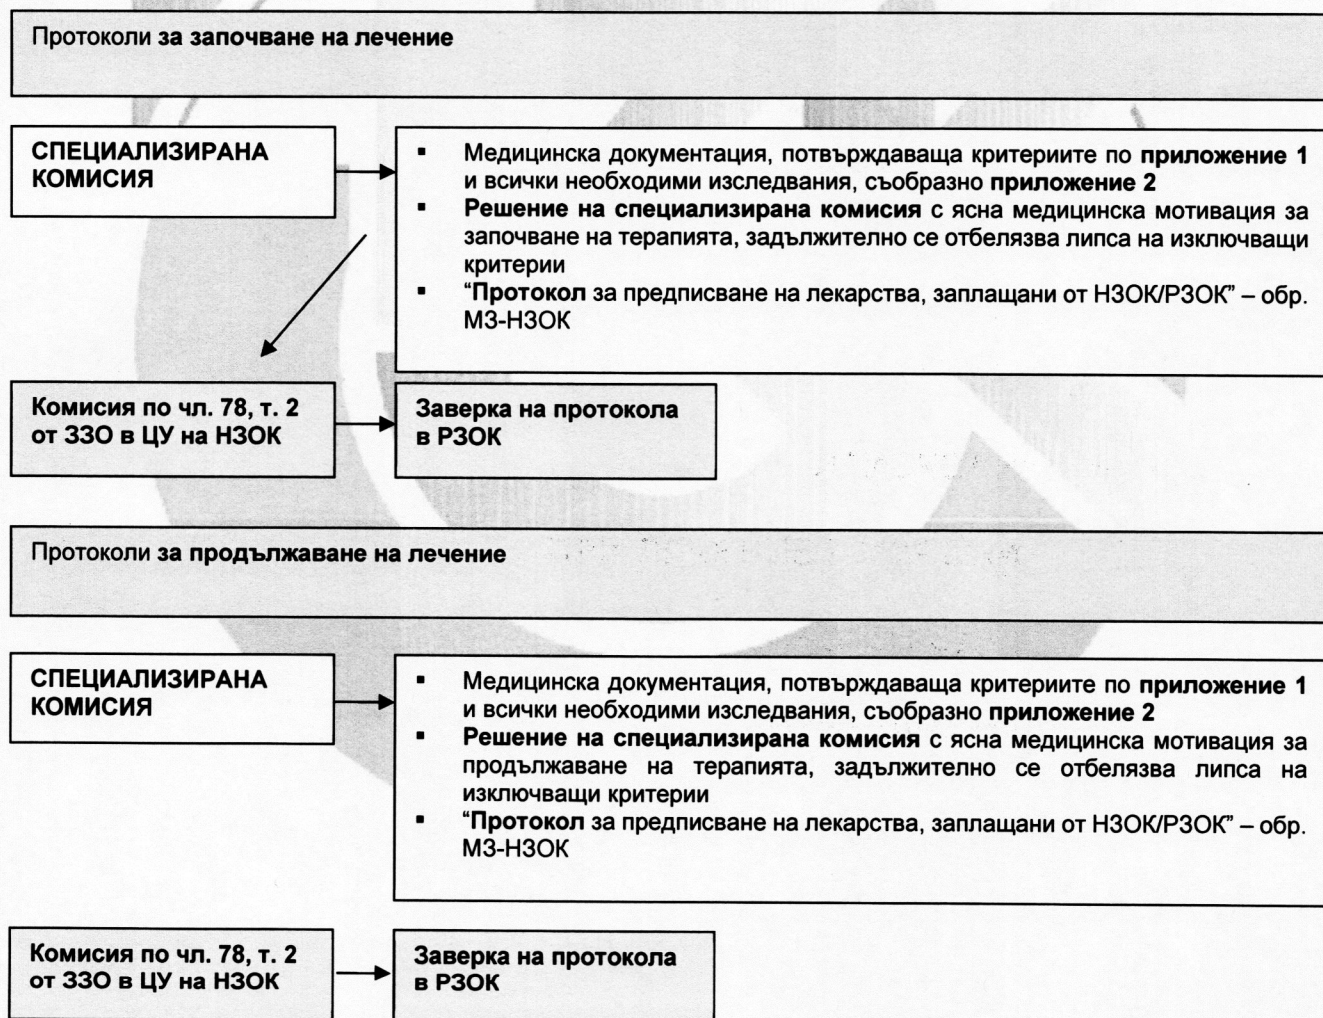 Протоколи за започване на лечение
СПЕЦИАЛИЗИРАНА
КОМИСИЯ
▪ Медицинска документация, потвърждаваща критериите по приложение 1
и всички необходими изследвания, съобразно приложение 2
▪ Решение на специализирана комисия с ясна медицинска мотивация за
започване на терапията, задължително се отбелязва липса на изключващи
критерии
▪ “Протокол за предписване на лекарства, заплащани от НЗОК/РЗОК” – обр.
МЗ-НЗОК
Комисия по чл. 78, т. 2
от ЗЗО в ЦУ на НЗОК
Заверка на протокола
в РЗОК
Протоколи за продължаване на лечение
СПЕЦИАЛИЗИРАНА
КОМИСИЯ
▪ Медицинска документация, потвърждаваща критериите по приложение 1
и всички необходими изследвания, съобразно приложение 2
▪ Решение на специализирана комисия с ясна медицинска мотивация за
продължаване на терапията, задължително се отбелязва липса на
изключващи критерии
▪ “Протокол за предписване на лекарства, заплащани от НЗОК/РЗОК” – обр.
МЗ-НЗОК
Комисия по чл. 78, т. 2
от ЗЗО в ЦУ на НЗОК
Заверка на протокола
в РЗОК